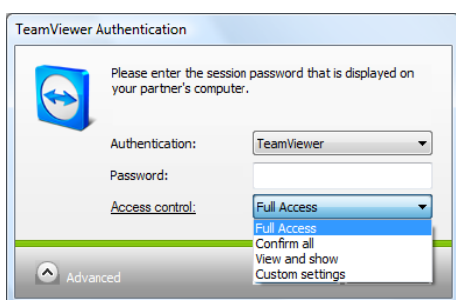 TeamViewer Authentication
Please enter the session password that is displayed on
your partner's computer.
Authentication:
TeamViewer
Password:
Access control:
Full Access
Full Access
Confirm all
View and show
Custom settings
Advanced